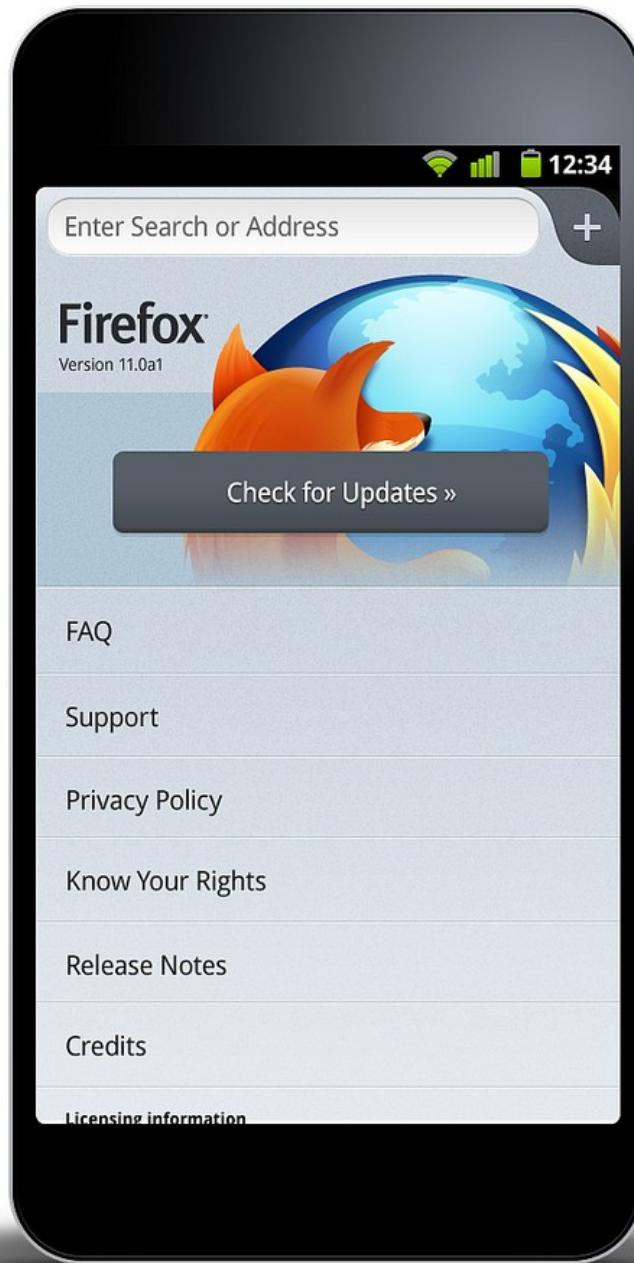 12:34
Enter Search or Address
+
Firefox
Version 11.0a1
Check for Updates »
FAQ
Support
Privacy Policy
Know Your Rights
Release Notes
Credits
Licensing information